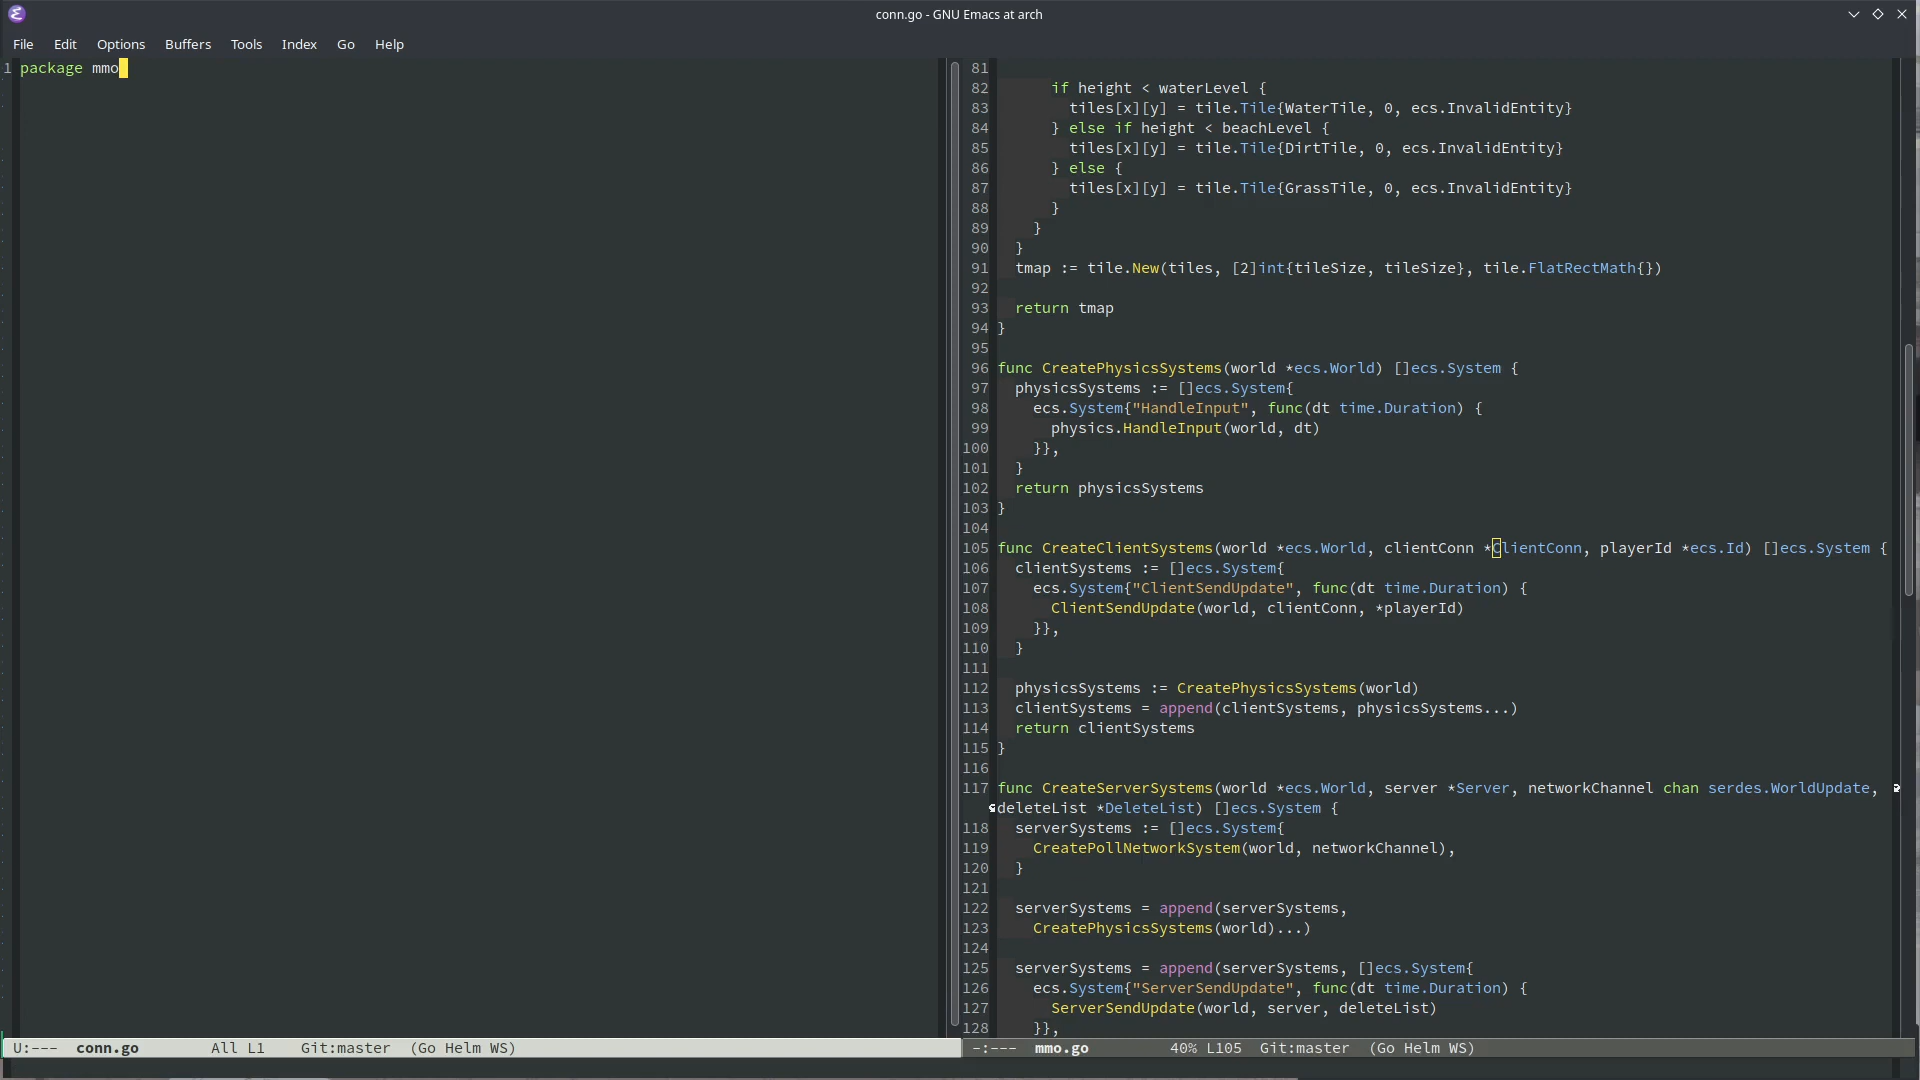 conn.go - GNU Emacs at arch
File Edit Options Buffers Tools Index Go Help
1 package mmo
81
82 if height < waterLevel {
83 tiles[x][y] = tile.Tile{WaterTile, 0, ecs.InvalidEntity}
84 } else if height < beachLevel {
85 tiles[x][y] = tile.Tile{DirtTile, 0, ecs.InvalidEntity}
86 } else {
87 tiles[x][y] = tile.Tile{GrassTile, 0, ecs.InvalidEntity}
88 }
89 }
90 }
91 tmap := tile.New(tiles, [2]int{tileSize, tileSize}, tile.FlatRectMath{})
92
93 return tmap
94 }
95
96 func CreatePhysicsSystems(world *ecs.World) []ecs.System {
97 physicsSystems := []ecs.System{
98 ecs.System{"HandleInput", func(dt time.Duration) {
99 physics.HandleInput(world, dt)
100 }},
101 }
102 return physicsSystems
103 }
104
105 func CreateClientSystems(world *ecs.World, clientConn *ClientConn, playerId *ecs.Id) []ecs.System {
106 clientSystems := []ecs.System{
107 ecs.System{"ClientSendUpdate", func(dt time.Duration) {
108 ClientSendUpdate(world, clientConn, *playerId)
109 }},
110 }
111
112 physicsSystems := CreatePhysicsSystems(world)
113 clientSystems = append(clientSystems, physicsSystems...)
114 return clientSystems
115 }
116
117 func CreateServerSystems(world *ecs.World, server *Server, networkChannel chan serdes.WorldUpdate,
deleteList *DeleteList) []ecs.System {
118 serverSystems := []ecs.System{
119 CreatePollNetworkSystem(world, networkChannel),
120 }
121
122 serverSystems = append(serverSystems,
123 CreatePhysicsSystems(world)...)
124
125 serverSystems = append(serverSystems, []ecs.System{
126 ecs.System{"ServerSendUpdate", func(dt time.Duration) {
127 ServerSendUpdate(world, server, deleteList)
128 }},
U:--- conn.go All L1 Git:master (Go Helm WS)
-:--- mmo.go 40% L105 Git:master (Go Helm WS)